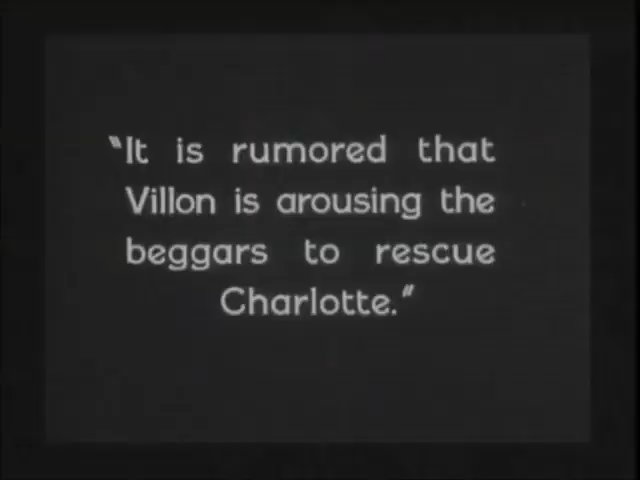 "It is rumored that
Villon is arousing the
beggars to rescue
Charlotte."